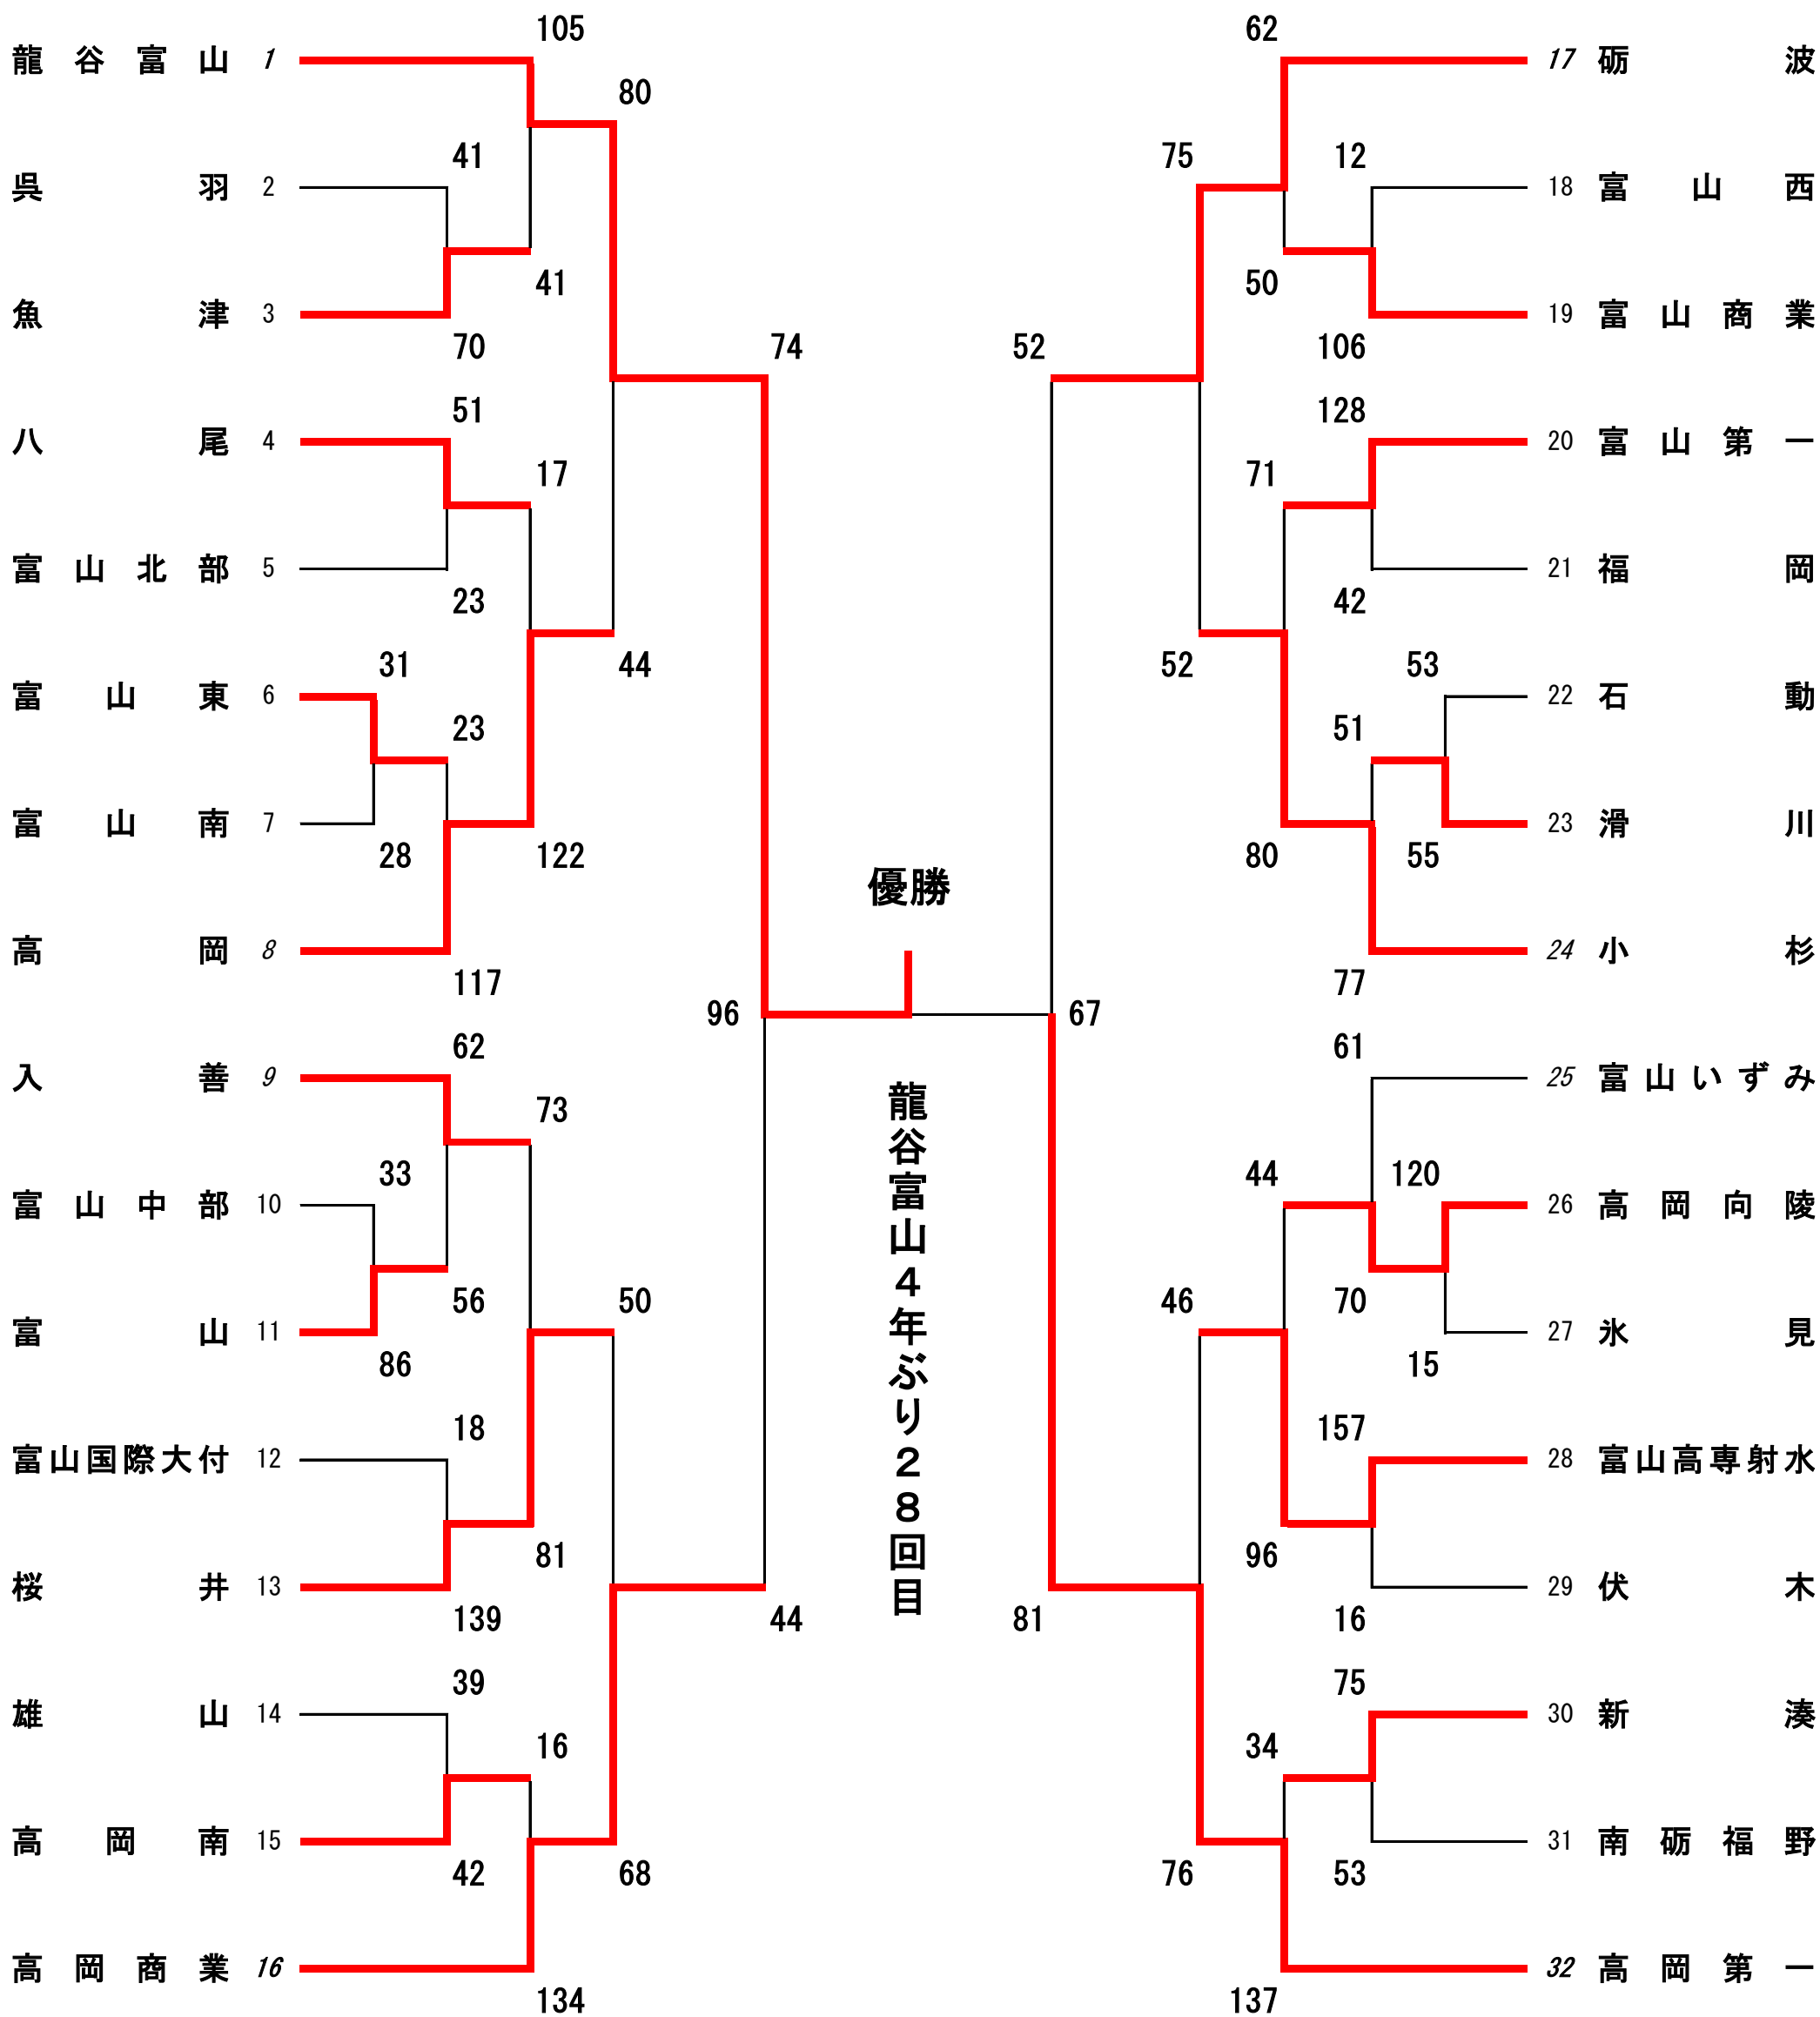 105
62
龍谷富山 1
17 砺波
80
41
75
12
呉羽 2
18 富山西
41
50
魚津 3
19 富山商業
70
74
52
106
51
128
八尾 4
20 富山第一
17
71
富山北部 5
21 福岡
23
42
31
44
52
53
富山東 6
22 石動
23
51
富山南 7
23 滑川
28
122
80
55
優勝
高岡 8
24 小杉
117
77
96
67
62
61
入善 9
25 富山いずみ
73
龍谷富山4年ぶり28回目
33
44
120
富山中部 10
26 高岡向陵
56
50
46
70
富山 11
27 氷見
86
15
18
157
富山国際大付 12
28 富山高専射水
81
96
桜井 13
29 伏木
139
44
81
16
39
75
雄山 14
30 新湊
16
34
高岡南 15
31 南砺福野
42
68
76
53
高岡商業 16
32 高岡第一
134
137